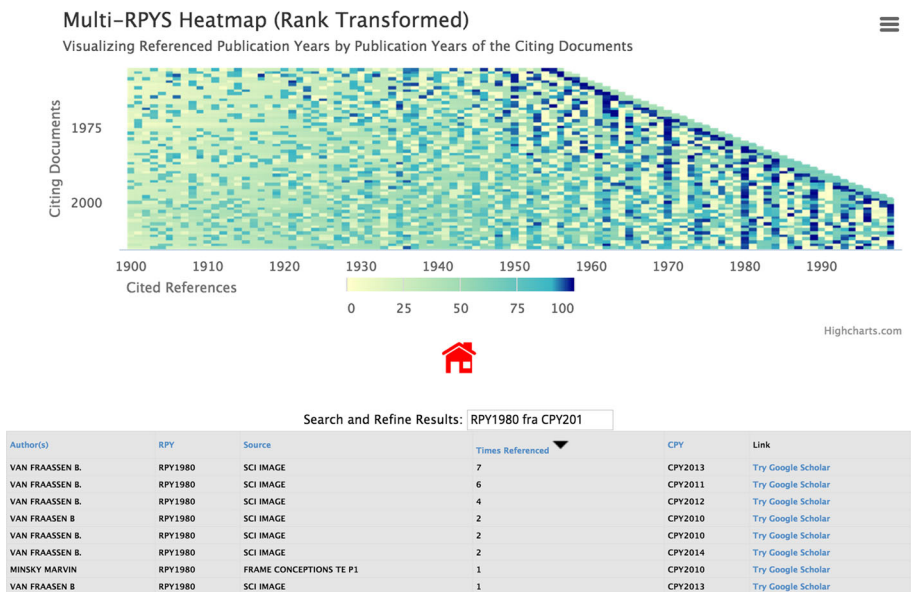 Multi-RPYS Heatmap (Rank Transformed)
Visualizing Referenced Publication Years by Publication Years of the Citing Documents
Citing Documents
1975
2000
1900 1910 1920 1930 1940 1950 1960 1970 1980 1990
Cited References
0 25 50 75 100
Highcharts.com
Search and Refine Results: RPY1980 fra CPY201
Author(s) RPY Source Times Referenced CPY Link
VAN FRAASSEN B. RPY1980 SCI IMAGE 7 CPY2013 Try Google Scholar
VAN FRAASSEN B. RPY1980 SCI IMAGE 6 CPY2011 Try Google Scholar
VAN FRAASSEN B. RPY1980 SCI IMAGE 4 CPY2012 Try Google Scholar
VAN FRAASEN B RPY1980 SCI IMAGE 2 CPY2010 Try Google Scholar
VAN FRAASSEN B. RPY1980 SCI IMAGE 2 CPY2010 Try Google Scholar
VAN FRAASSEN B. RPY1980 SCI IMAGE 2 CPY2014 Try Google Scholar
MINSKY MARVIN RPY1980 FRAME CONCEPTIONS TE P1 1 CPY2010 Try Google Scholar
VAN FRAASEN B RPY1980 SCI IMAGE 1 CPY2013 Try Google Scholar